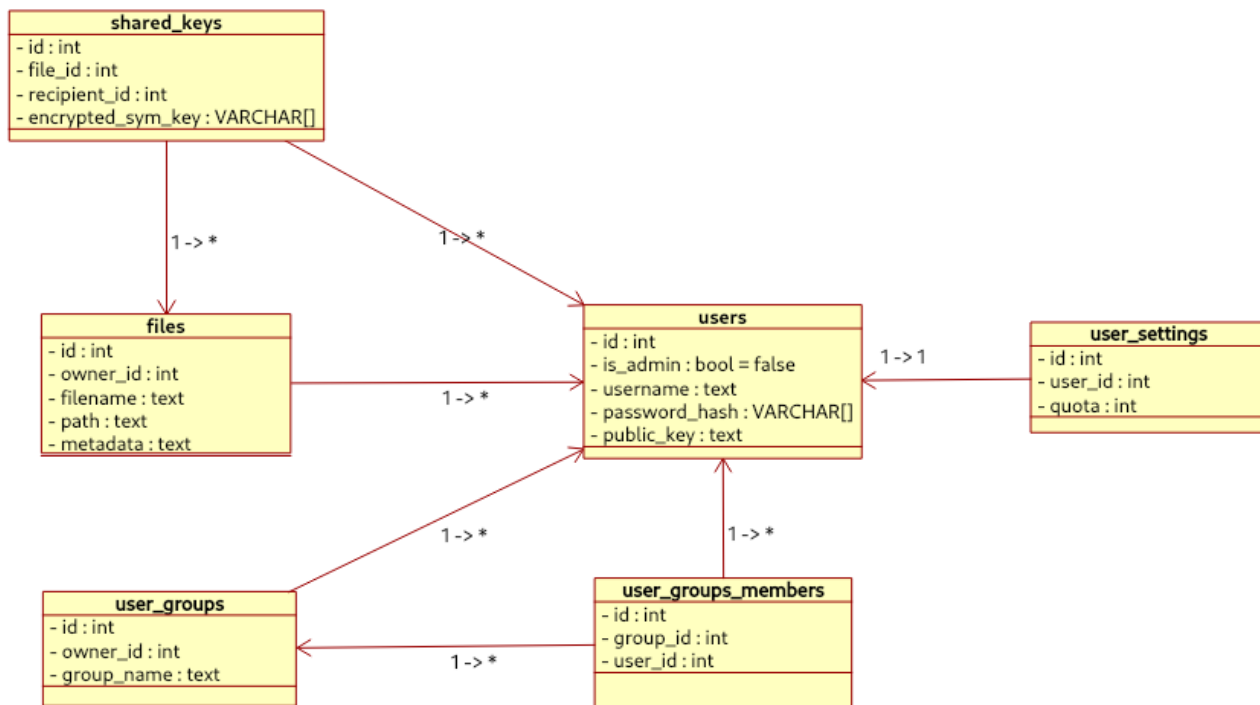 shared_keys
- id : int
- file_id : int
- recipient_id : int
- encrypted_sym_key : VARCHAR[]
1 -> *
1 -> *
files
- id : int
- owner_id : int
- filename : text
- path : text
- metadata : text
1 -> *
users
- id : int
- is_admin : bool = false
- username : text
- password_hash : VARCHAR[]
- public_key : text
1 -> 1
user_settings
- id : int
- user_id : int
- quota : int
1 -> *
1 -> *
user_groups
- id : int
- owner_id : int
- group_name : text
1 -> *
user_groups_members
- id : int
- group_id : int
- user_id : int